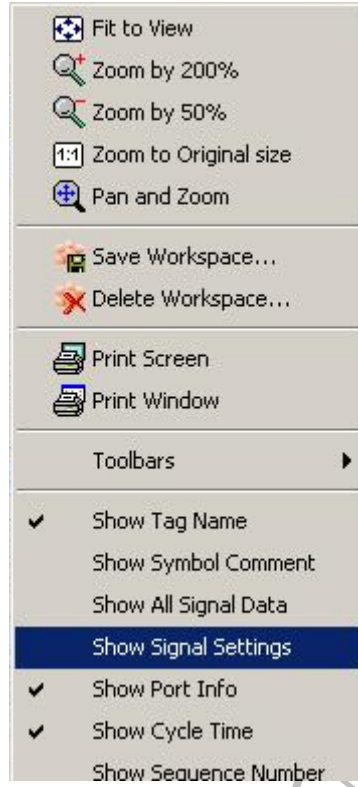 Fit to View
Zoom by 200%
Zoom by 50%
1:1 Zoom to Original size
Pan and Zoom
Save Workspace...
Delete Workspace...
Print Screen
Print Window
Toolbars
Show Tag Name
Show Symbol Comment
Show All Signal Data
Show Signal Settings
Show Port Info
Show Cycle Time
Show Sequence Number